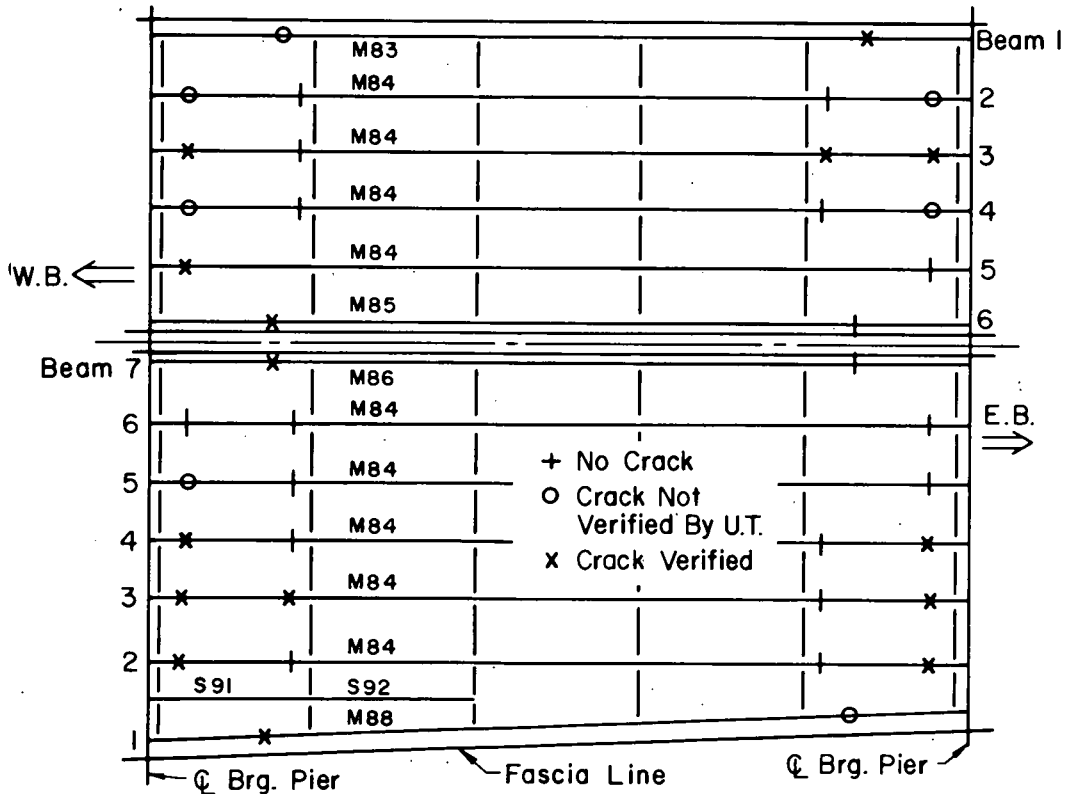 Beam 1
M83
M84
2
M84
3
M84
4
M84
W.B.
5
M85
6
Beam 7
M86
M84
6
E.B.
+ No Crack
M84
5
o Crack Not
Verified By U.T.
M84
4
x Crack Verified
M84
3
M84
2
S91 S92
M88
1
℄ Brg. Pier
Fascia Line
℄ Brg. Pier